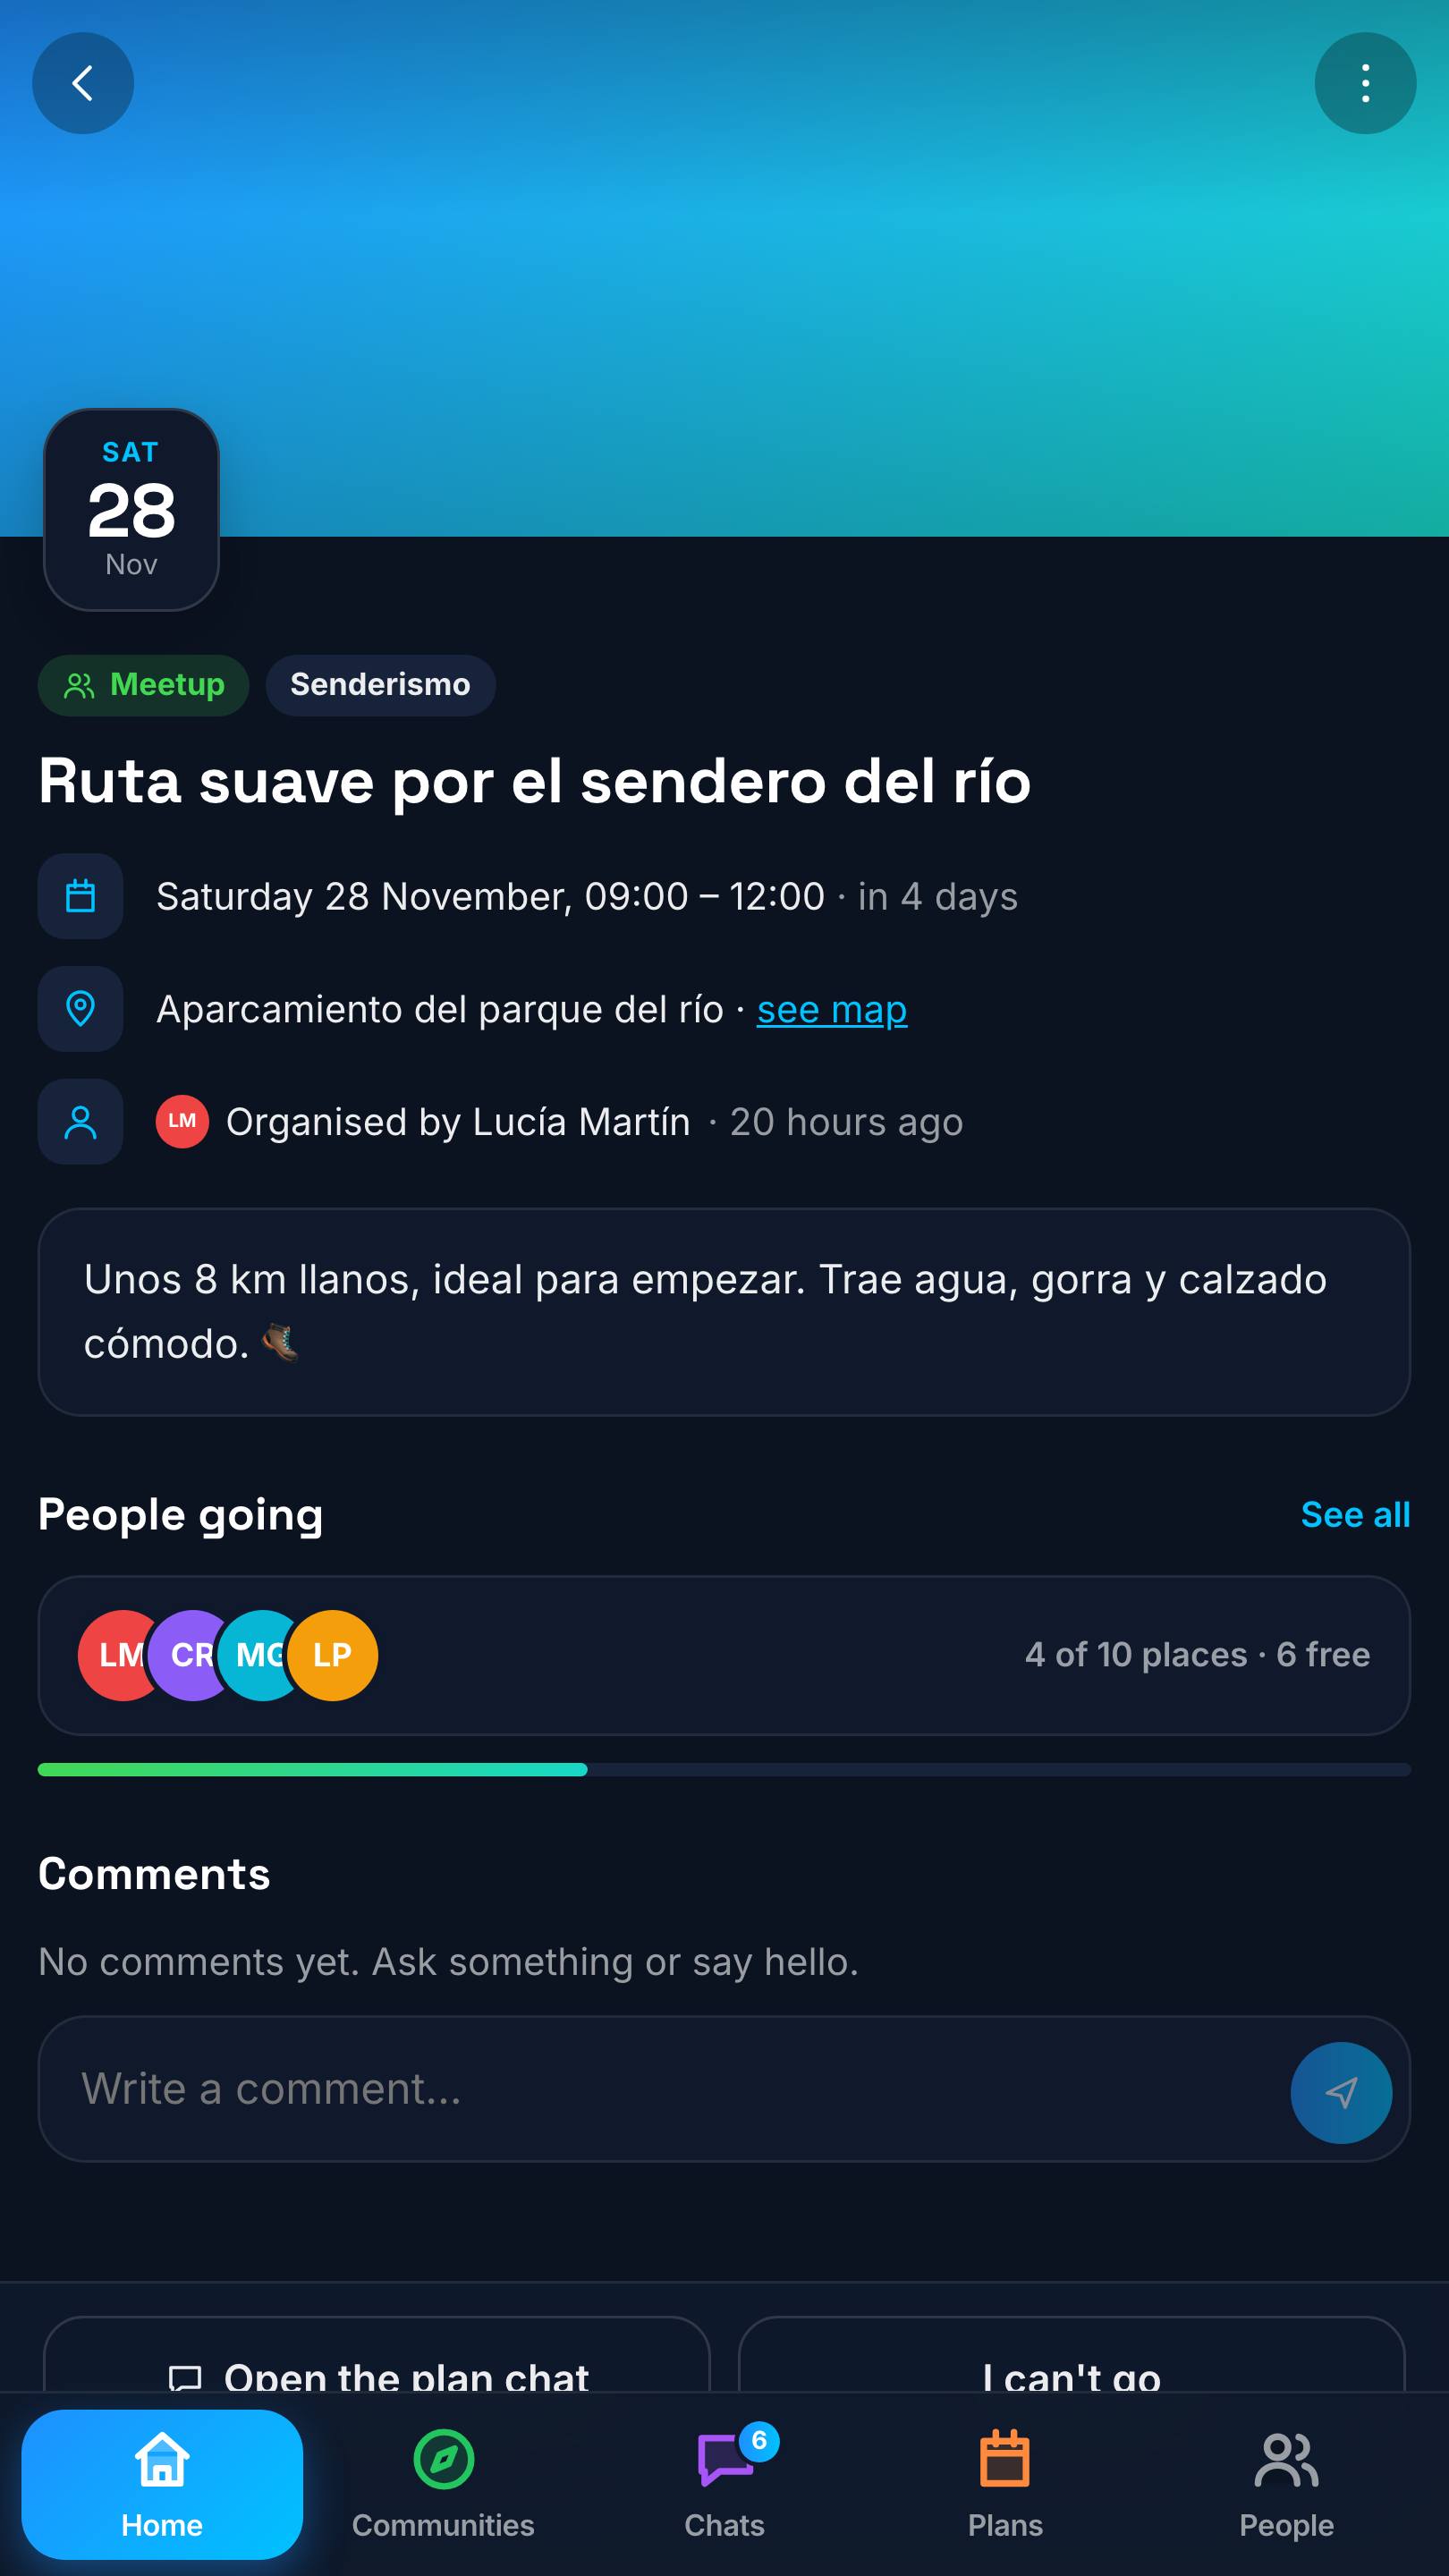 SAT
28
Nov
Meetup
Senderismo
Ruta suave por el sendero del río
Saturday 28 November, 09:00 – 12:00 · in 4 days
Aparcamiento del parque del río · see map
LM Organised by Lucía Martín · 20 hours ago
Unos 8 km llanos, ideal para empezar. Trae agua, gorra y calzado
cómodo. 🥾
People going
See all
LM CR MG LP
4 of 10 places · 6 free
Comments
No comments yet. Ask something or say hello.
Write a comment...
Open the plan chat
I can't go
6
Home
Communities
Chats
Plans
People